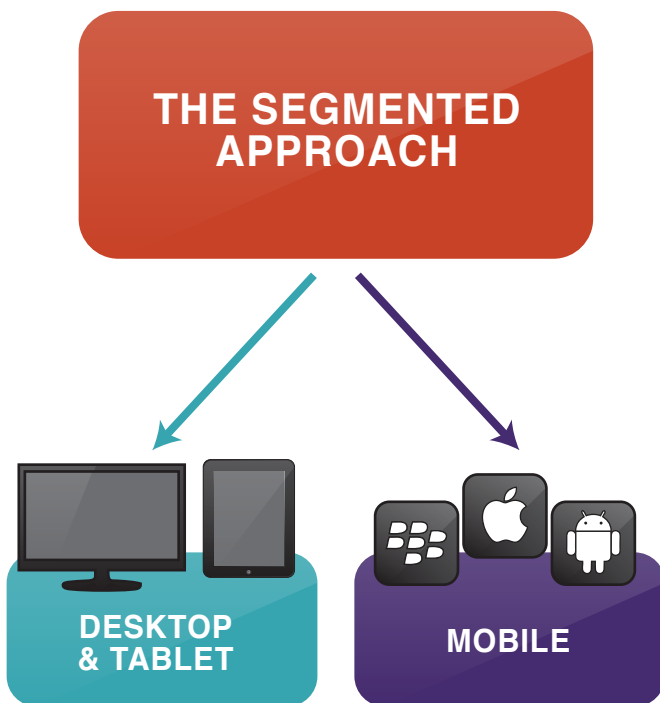 THE SEGMENTED
APPROACH
DESKTOP
& TABLET
MOBILE